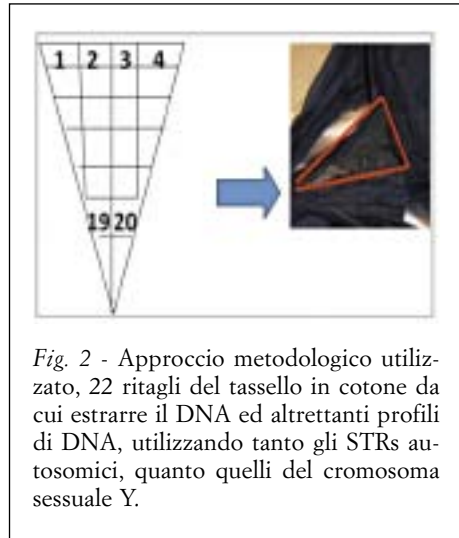 1 2 3 4
19 20
Fig. 2 - Approccio metodologico utiliz-
zato, 22 ritagli del tassello in cotone da
cui estrarre il DNA ed altrettanti profili
di DNA, utilizzando tanto gli STRs au-
tosomici, quanto quelli del cromosoma
sessuale Y.